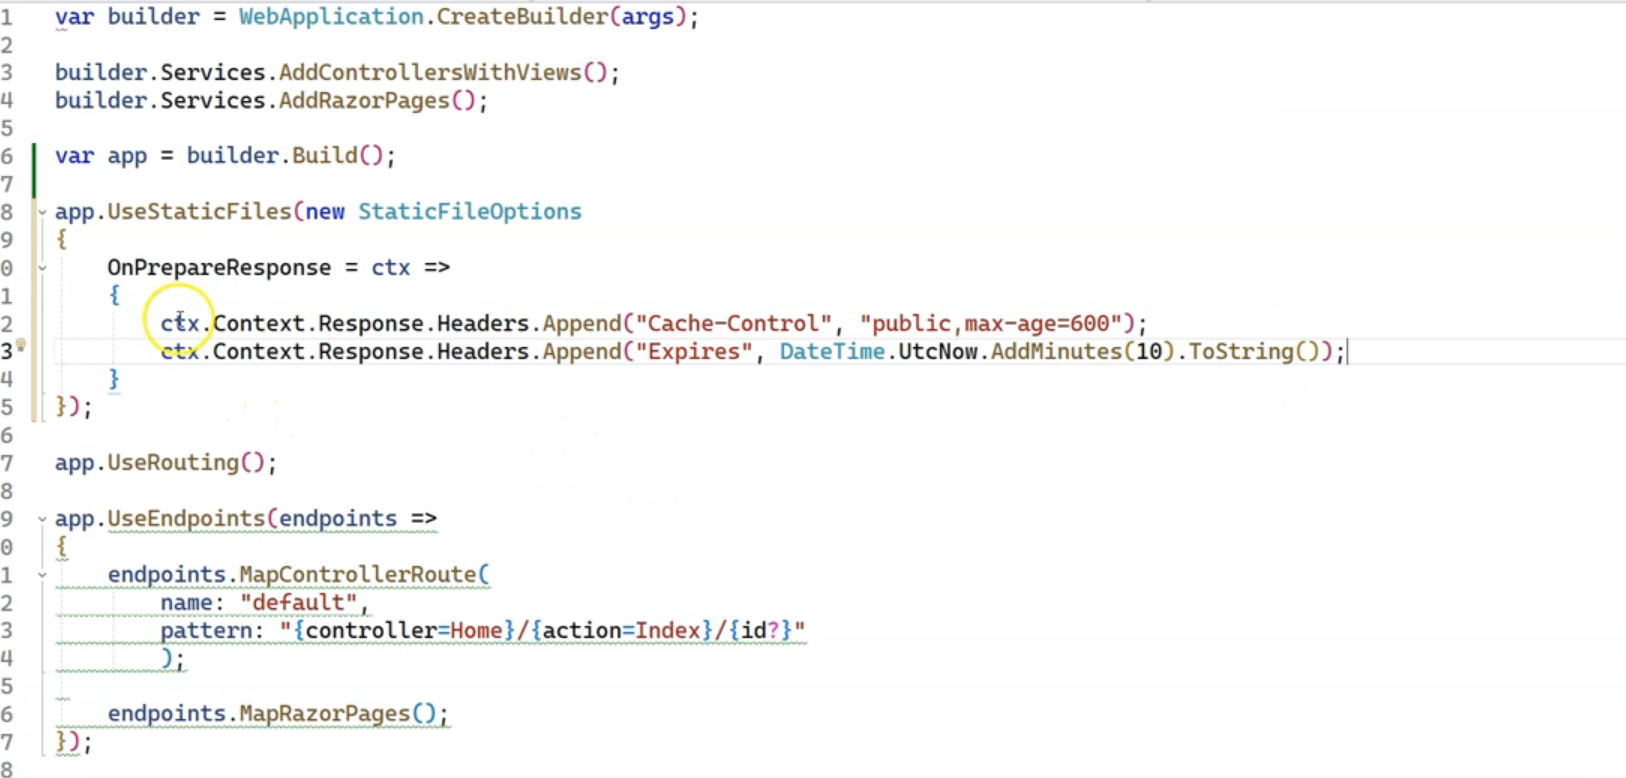 1 var builder = WebApplication.CreateBuilder(args);
2
3 builder.Services.AddControllersWithViews();
4 builder.Services.AddRazorPages();
5
6 var app = builder.Build();
7
8 app.UseStaticFiles(new StaticFileOptions
9 {
0 OnPrepareResponse = ctx =>
1 {
2 ctx.Context.Response.Headers.Append("Cache-Control", "public,max-age=600");
3 ctx.Context.Response.Headers.Append("Expires", DateTime.UtcNow.AddMinutes(10).ToString());
4 }
5 });
6
7 app.UseRouting();
8
9 app.UseEndpoints(endpoints =>
0 {
1 endpoints.MapControllerRoute(
2 name: "default",
3 pattern: "{controller=Home}/{action=Index}/{id?}"
4 );
5
6 endpoints.MapRazorPages();
7 });
8